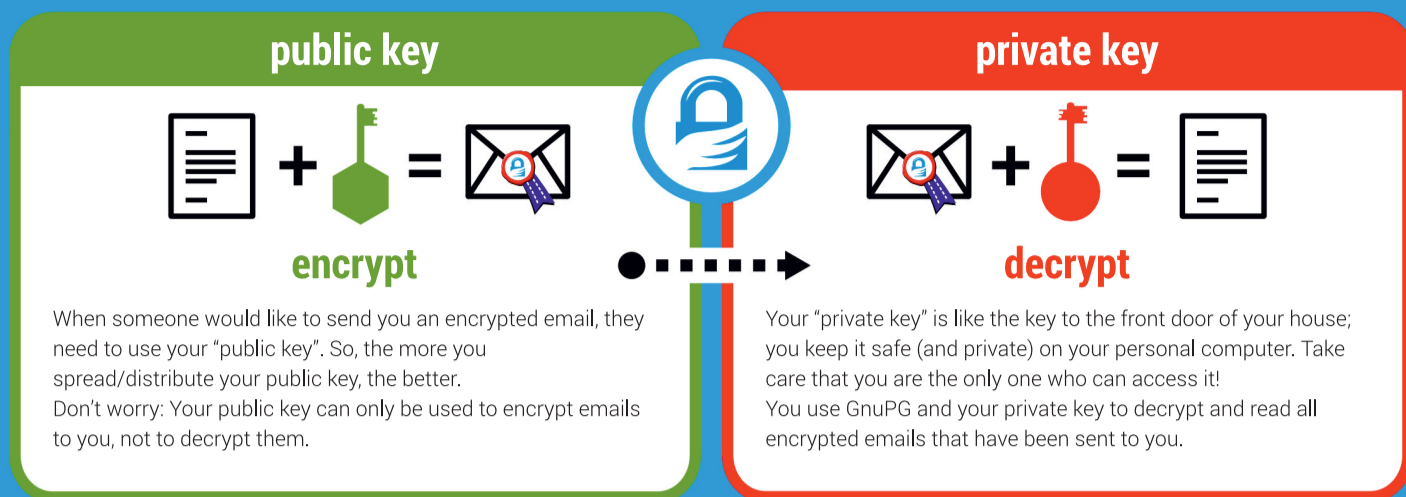 public key
encrypt
When someone would like to send you an encrypted email, they
need to use your “public key”. So, the more you
spread/distribute your public key, the better.
Don’t worry: Your public key can only be used to encrypt emails
to you, not to decrypt them.
private key
decrypt
Your “private key” is like the key to the front door of your house;
you keep it safe (and private) on your personal computer. Take
care that you are the only one who can access it!
You use GnuPG and your private key to decrypt and read all
encrypted emails that have been sent to you.